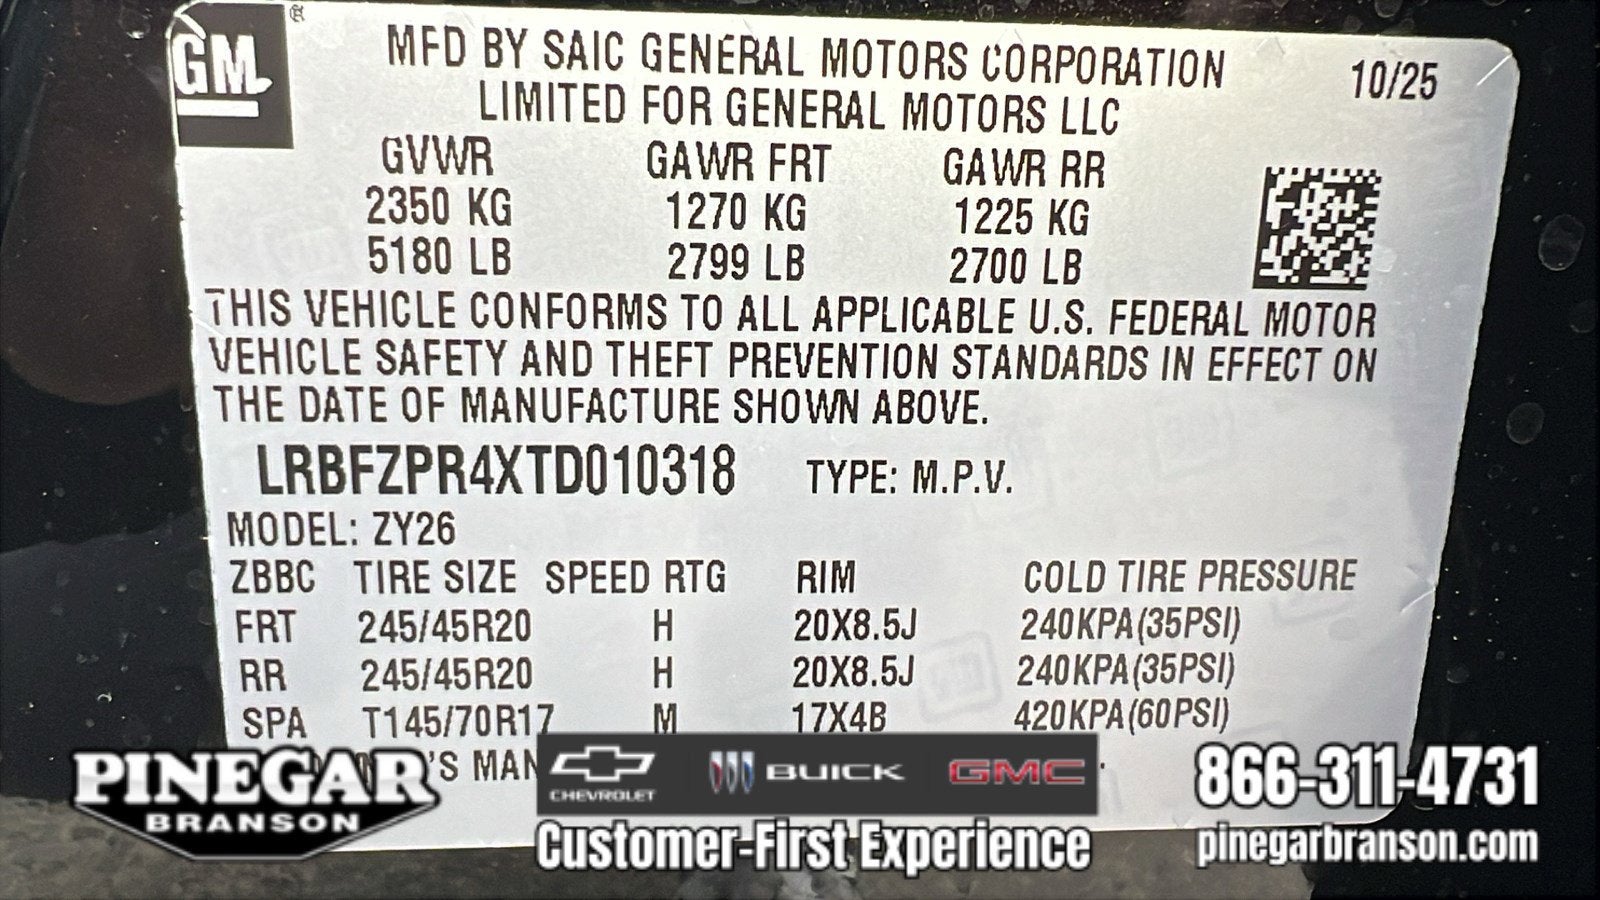 GM
MFD BY SAIC GENERAL MOTORS CORPORATION
LIMITED FOR GENERAL MOTORS LLC
10/25
GVWR GAWR FRT GAWR RR
2350 KG 1270 KG 1225 KG
5180 LB 2799 LB 2700 LB
THIS VEHICLE CONFORMS TO ALL APPLICABLE U.S. FEDERAL MOTOR
VEHICLE SAFETY AND THEFT PREVENTION STANDARDS IN EFFECT ON
THE DATE OF MANUFACTURE SHOWN ABOVE.
LRBFZPR4XTD010318 TYPE: M.P.V.
MODEL: ZY26
ZBBC TIRE SIZE SPEED RTG RIM COLD TIRE PRESSURE
FRT 245/45R20 H 20X8.5J 240KPA(35PSI)
RR 245/45R20 H 20X8.5J 240KPA(35PSI)
SPA T145/70R17 M 17X4B 420KPA(60PSI)
'S MAN
PINEGAR
BRANSON
CHEVROLET
BUICK
GMC
Customer-First Experience
866-311-4731
pinegarbranson.com